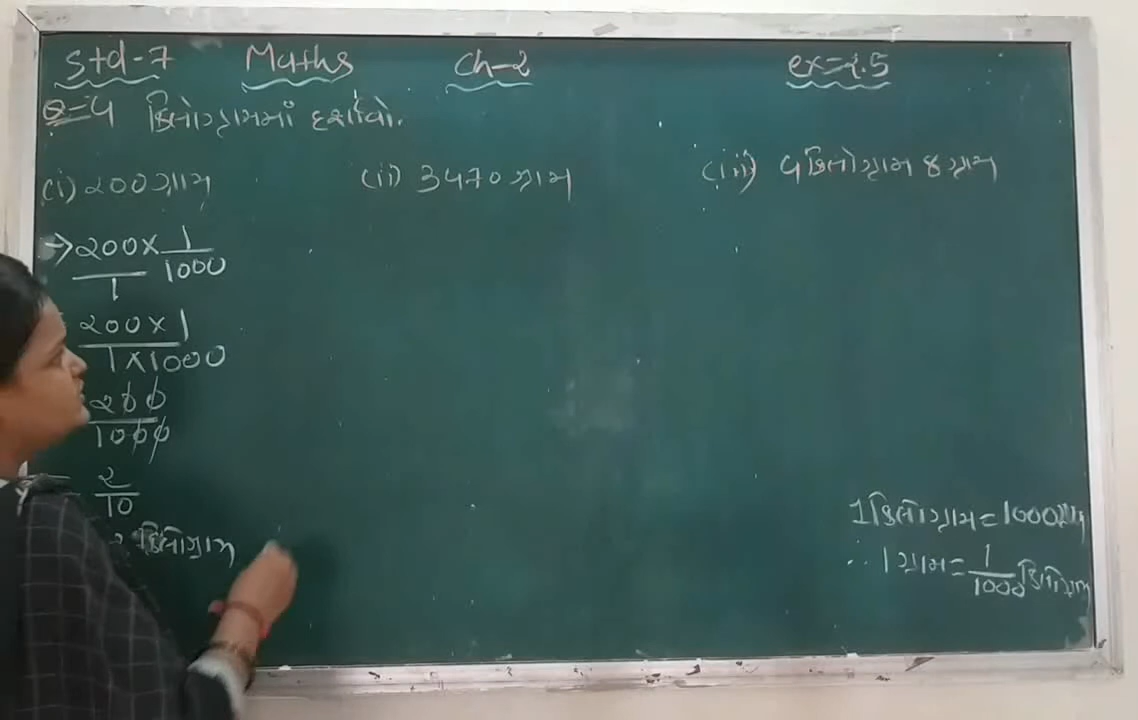 Std-7 Maths Ch-2 ex=2.5
Q=5 કિલોગ્રામમાં દર્શાવો.
(i) 200 ગ્રામ (ii) 3470 ગ્રામ (iii) 4 કિલોગ્રામ 8 ગ્રામ
→ 200/1 × 1/1000
200 × 1 / 1 × 1000
200/1000
= 2/10
કિલોગ્રામ
1 કિલોગ્રામ = 1000 ગ્રામ
∴ 1 ગ્રામ = 1/1000 કિલોગ્રામ